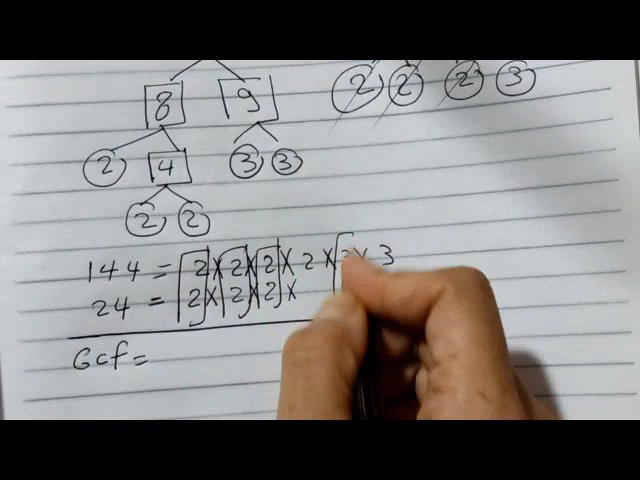 2 2 2 3
8 9
2 4 3 3
2 2
144 = 2 × 2 × 2 × 2 × × 3
24 = 2 × 2 × 2 ×
Gcf =